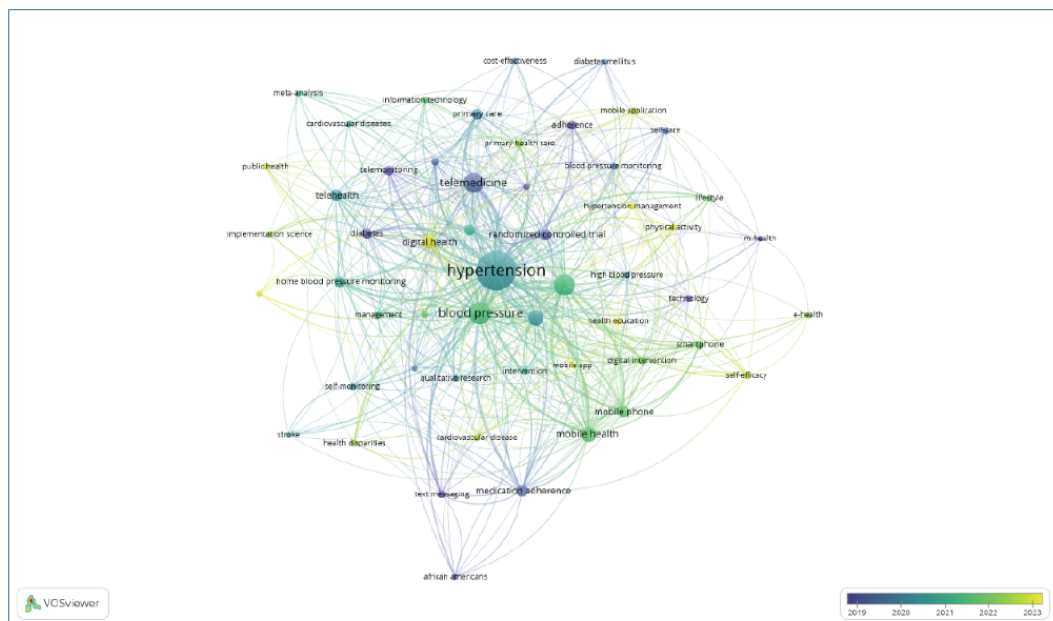 cost-effectiveness
diabetes mellitus
meta-analysis
information technology
mobile application
cardiovascular diseases
primary care
adherence
self-care
primary health care
public health
telemonitoring
blood pressure monitoring
telemedicine
telehealth
lifestyle
hypertension management
implementation science
diabetes
digital health
randomized controlled trial
physical activity
m-health
hypertension
high blood pressure
home blood pressure monitoring
technology
management
blood pressure
health education
e-health
smartphone
mobile app
digital intervention
self-efficacy
self-monitoring
qualitative research
intervention
mobile phone
stroke
health disparities
cardiovascular disease
mobile health
text messaging
medication adherence
african americans
VOSviewer
2019 2020 2021 2022 2023